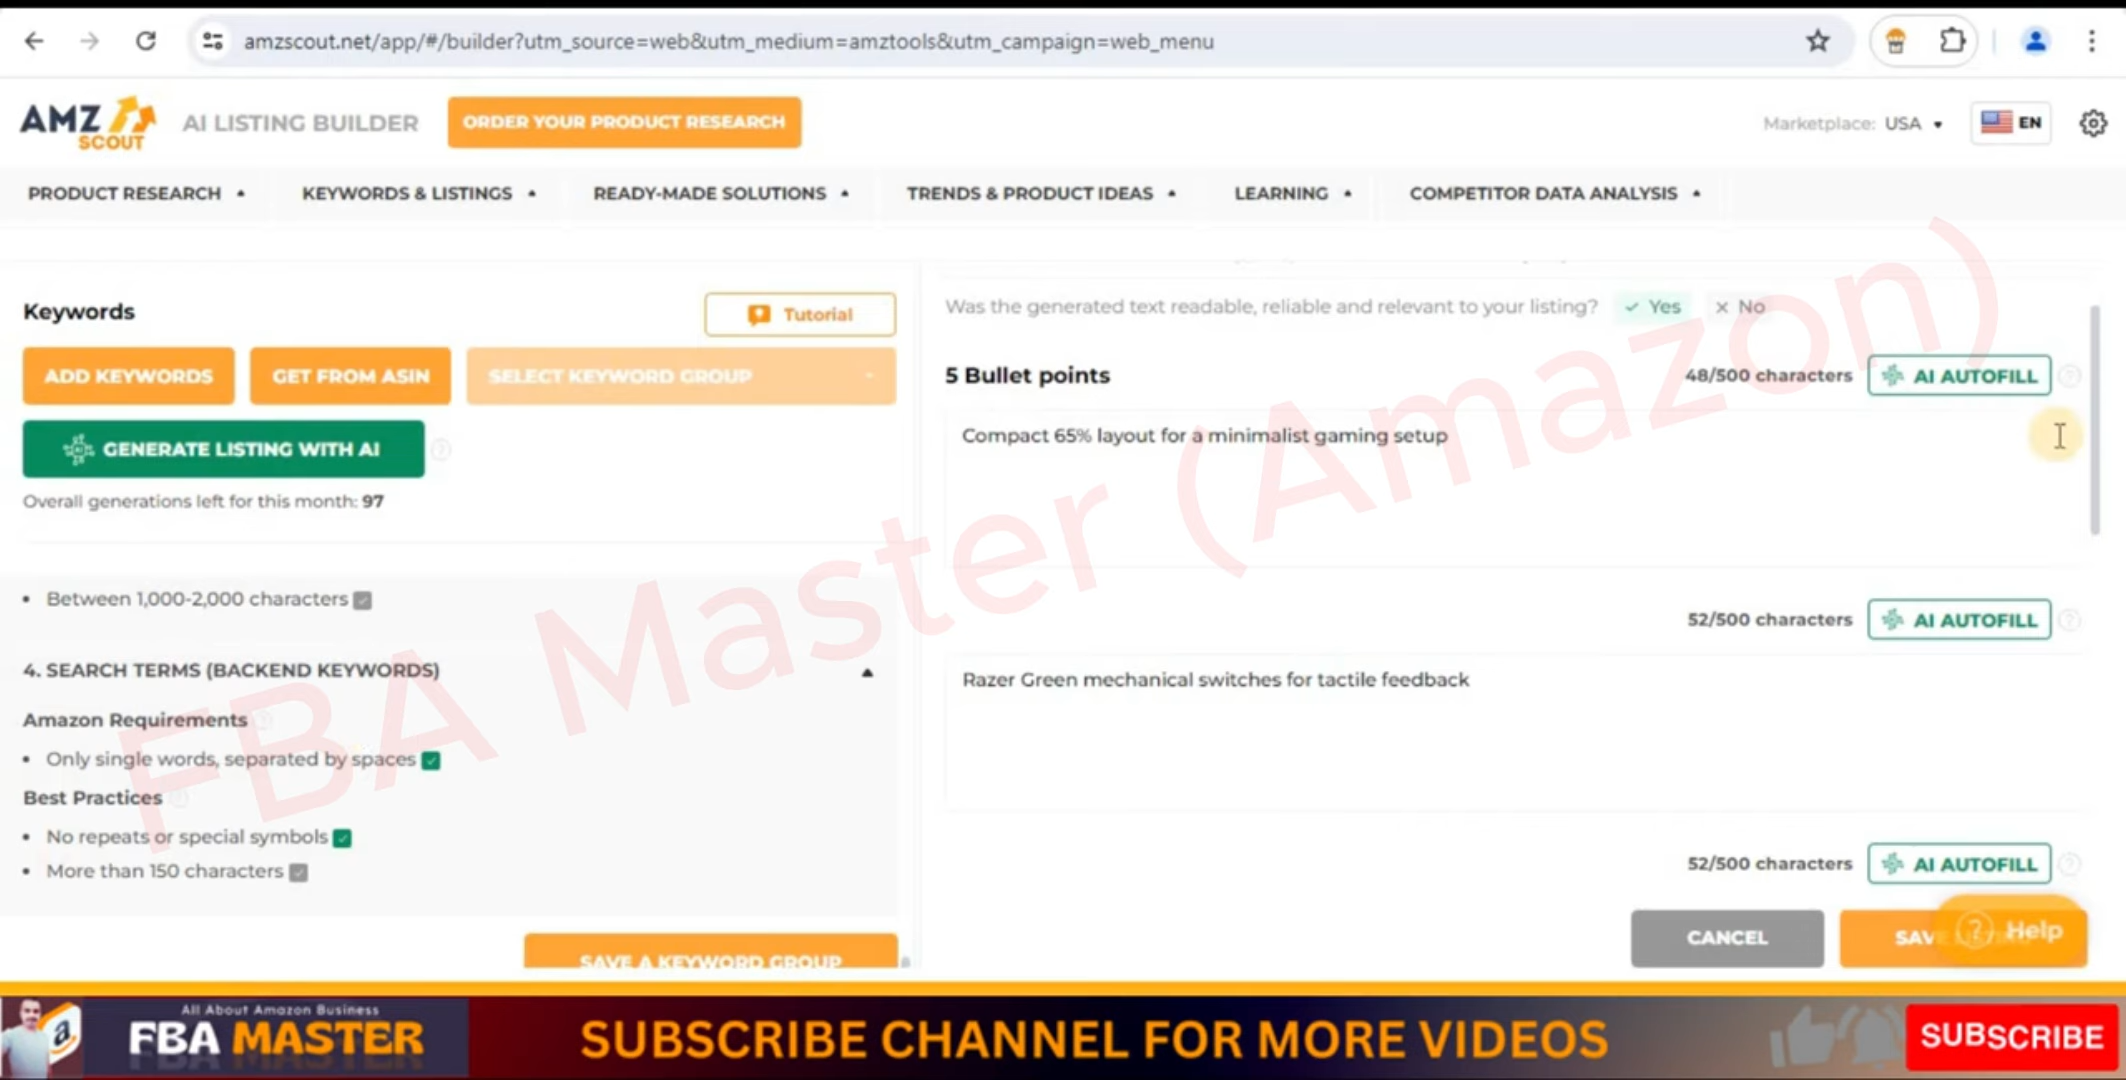 amzscout.net/app/#/builder?utm_source=web&utm_medium=amztools&utm_campaign=web_menu
AMZ SCOUT
AI LISTING BUILDER
ORDER YOUR PRODUCT RESEARCH
Marketplace: USA
EN
PRODUCT RESEARCH
KEYWORDS & LISTINGS
READY-MADE SOLUTIONS
TRENDS & PRODUCT IDEAS
LEARNING
COMPETITOR DATA ANALYSIS
Keywords
Tutorial
ADD KEYWORDS
GET FROM ASIN
SELECT KEYWORD GROUP
GENERATE LISTING WITH AI
Overall generations left for this month: 97
• Between 1,000-2,000 characters
4. SEARCH TERMS (BACKEND KEYWORDS)
Amazon Requirements
• Only single words, separated by spaces
Best Practices
• No repeats or special symbols
• More than 150 characters
SAVE A KEYWORD GROUP
Was the generated text readable, reliable and relevant to your listing?
Yes
No
5 Bullet points
48/500 characters
AI AUTOFILL
Compact 65% layout for a minimalist gaming setup
52/500 characters
AI AUTOFILL
Razer Green mechanical switches for tactile feedback
52/500 characters
AI AUTOFILL
CANCEL
Help
FBA Master (Amazon)
All About Amazon Business
FBA MASTER
SUBSCRIBE CHANNEL FOR MORE VIDEOS
SUBSCRIBE